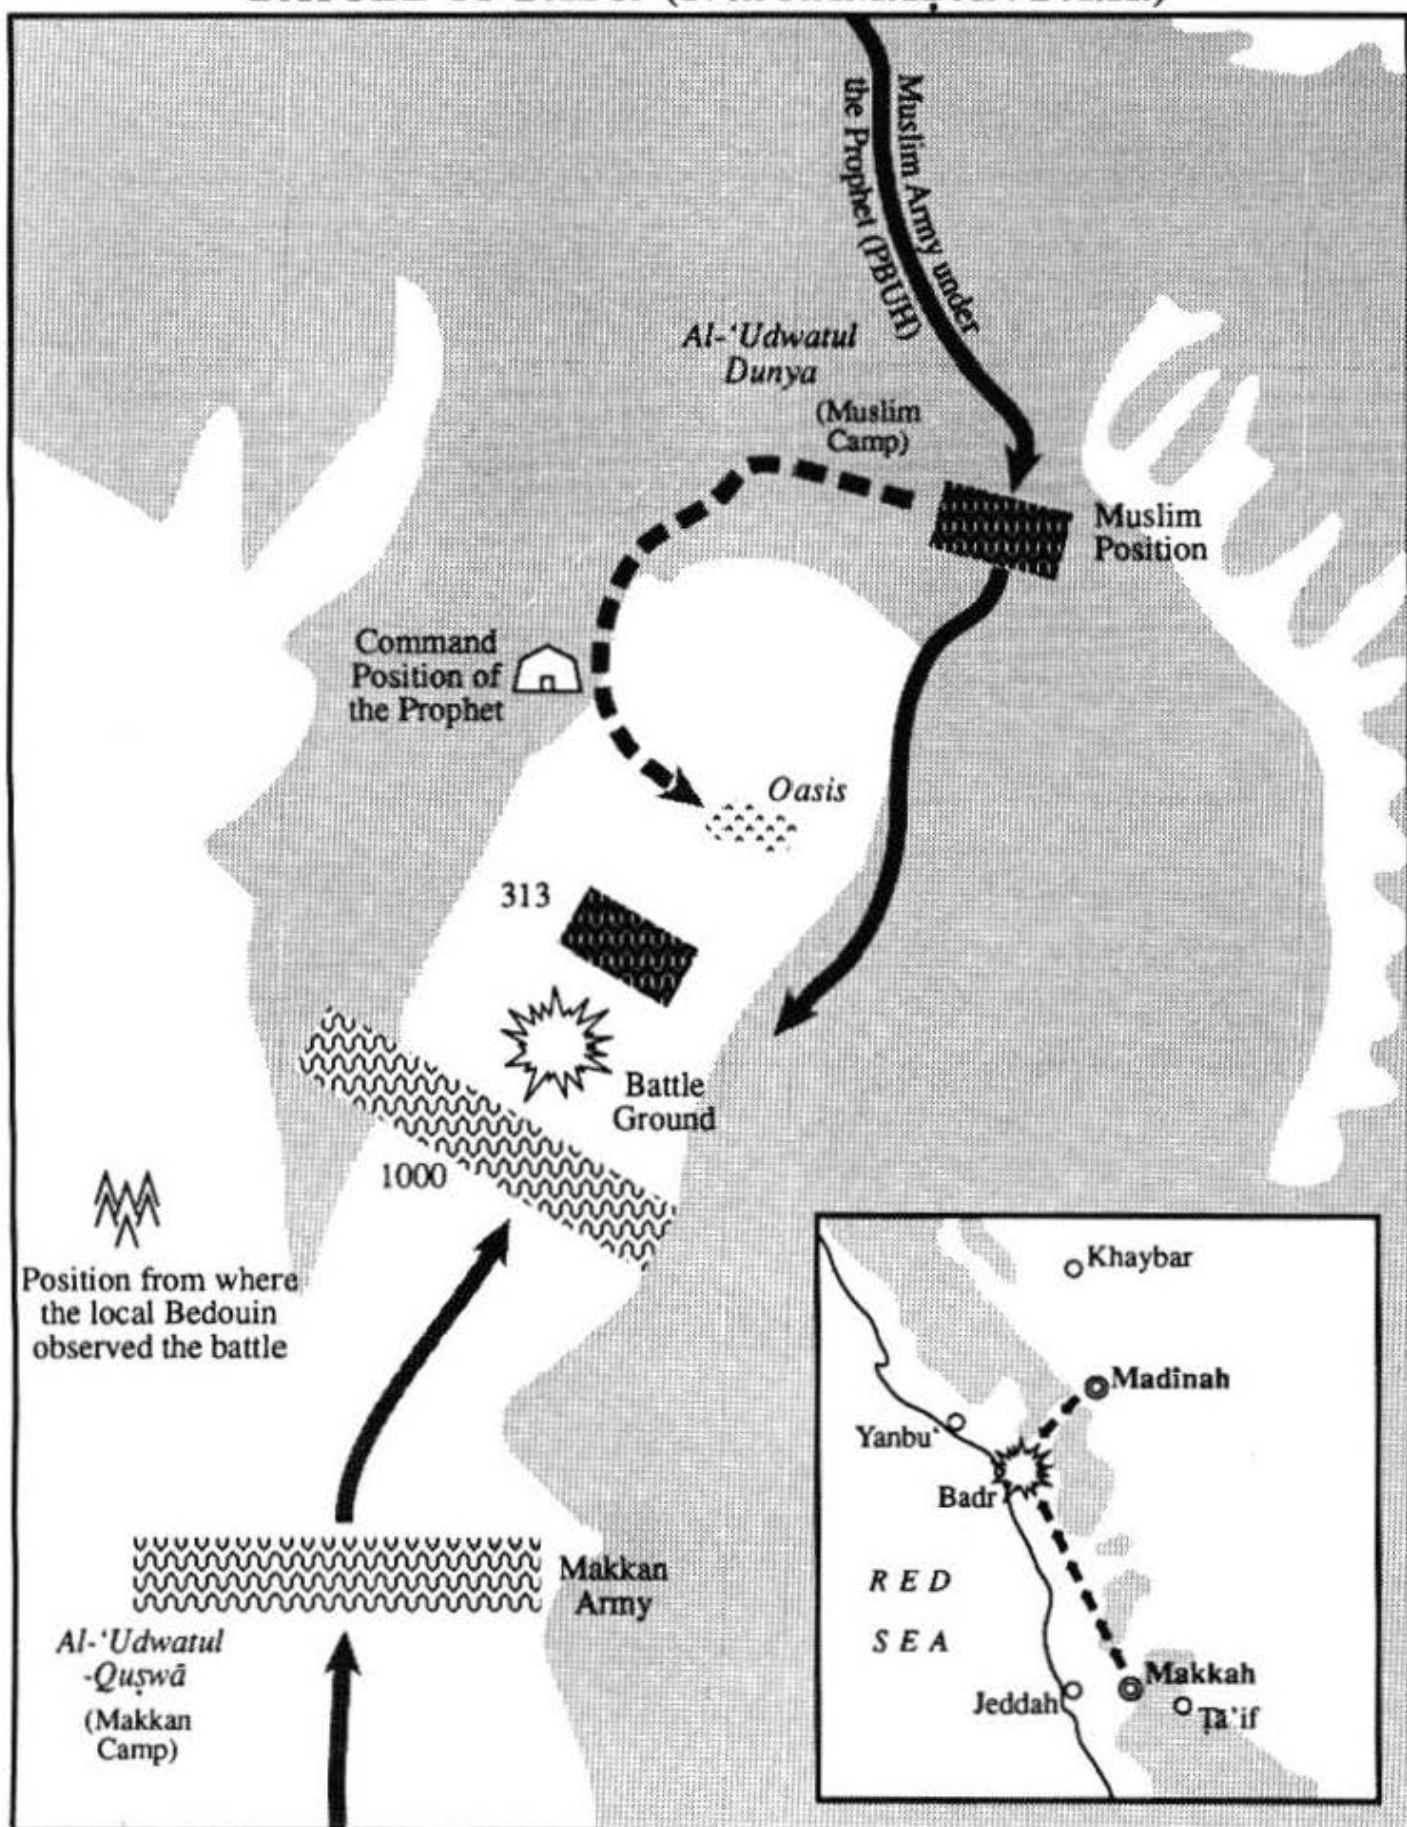 Muslim Army under
the Prophet (PBUH)
Al-‘Udwatul
Dunya
(Muslim
Camp)
Muslim
Position
Command
Position of
the Prophet
Oasis
313
Battle
Ground
1000
Position from where
the local Bedouin
observed the battle
Makkan
Army
Al-‘Udwatul
-Quṣwā
(Makkan
Camp)
Khaybar
Madînah
Yanbu‘
Badr
RED
SEA
Makkah
Jeddah
Ṭā’if